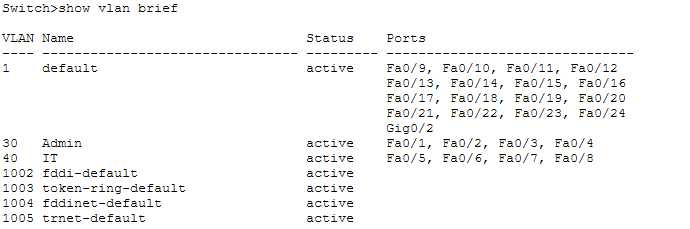 Switch>show vlan brief
VLAN Name                             Status    Ports
---- -------------------------------- --------- -------------------------------
1    default                          active    Fa0/9, Fa0/10, Fa0/11, Fa0/12
                                                Fa0/13, Fa0/14, Fa0/15, Fa0/16
                                                Fa0/17, Fa0/18, Fa0/19, Fa0/20
                                                Fa0/21, Fa0/22, Fa0/23, Fa0/24
                                                Gig0/2
30   Admin                            active    Fa0/1, Fa0/2, Fa0/3, Fa0/4
40   IT                               active    Fa0/5, Fa0/6, Fa0/7, Fa0/8
1002 fddi-default                     active
1003 token-ring-default               active
1004 fddinet-default                  active
1005 trnet-default                    active